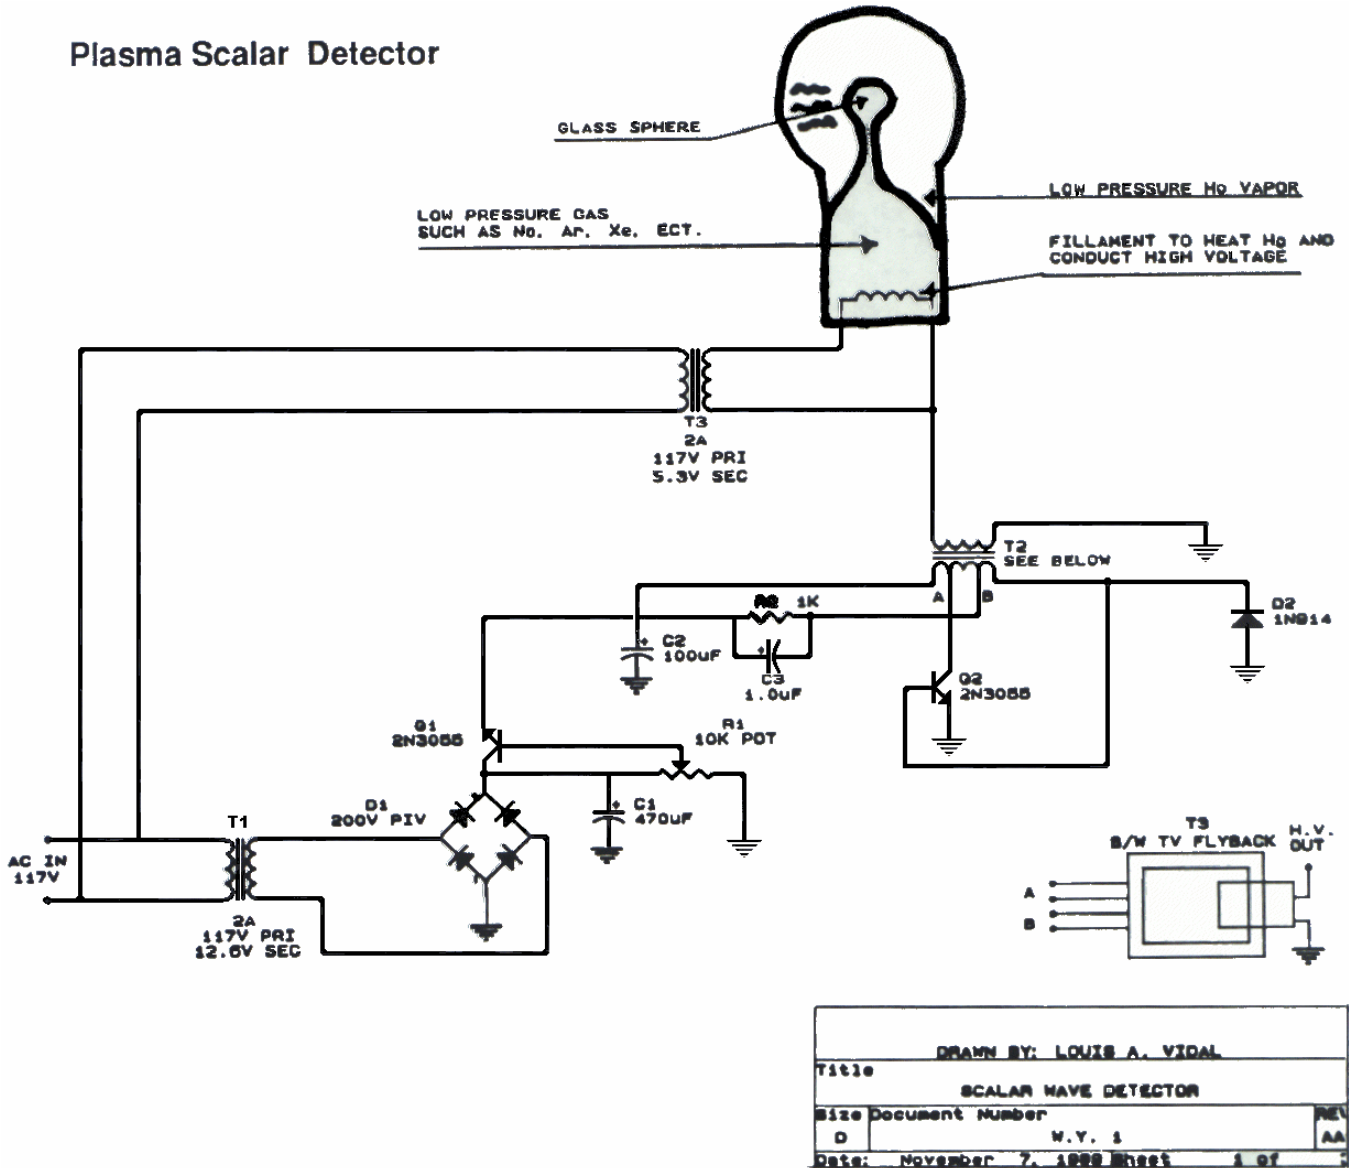 Plasma Scalar Detector
GLASS SPHERE
LOW PRESSURE Hg VAPOR
LOW PRESSURE GAS
SUCH AS Ne. Ar. Xe. ECT.
FILLAMENT TO HEAT Hg AND
CONDUCT HIGH VOLTAGE
T3
2A
117V PRI
5.3V SEC
T2
SEE BELOW
A
B
R2 1K
D2
1N914
C2
100uF
C3
1.0uF
Q2
2N3055
Q1
2N3055
R1
10K POT
D1
200V PIV
C1
470uF
T1
AC IN
117V
2A
117V PRI
12.6V SEC
T3
B/W TV FLYBACK
H.V.
OUT
A
B
DRAWN BY: LOUIS A. VIDAL
Title
SCALAR WAVE DETECTOR
Size Document Number REV
D W.Y. 1 AA
Date: November 7, Sheet 1 of